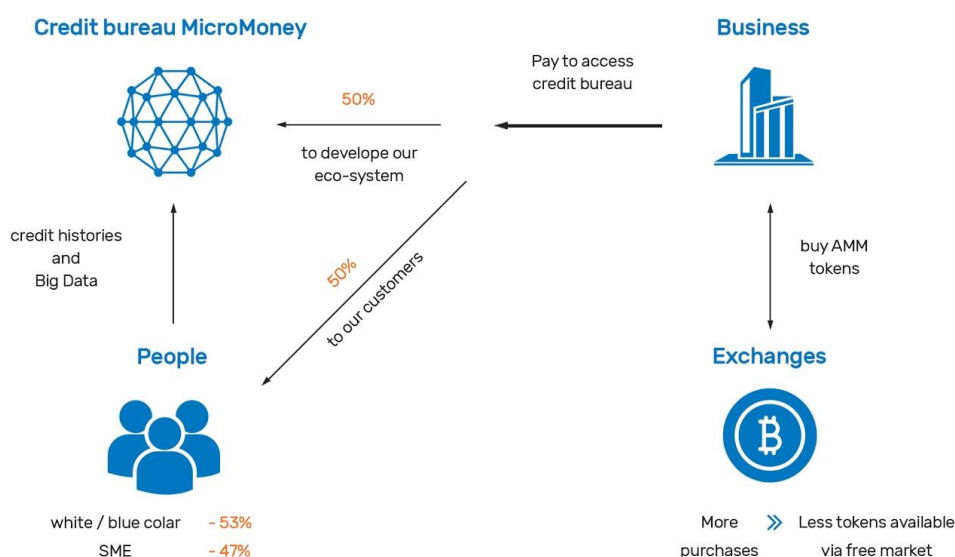 Credit bureau MicroMoney
Business
50%
to develope our
eco-system
Pay to access
credit bureau
credit histories
and
Big Data
50%
to our customers
buy AMM
tokens
People
Exchanges
white / blue colar - 53%
SME - 47%
More
purchases
Less tokens available
via free market